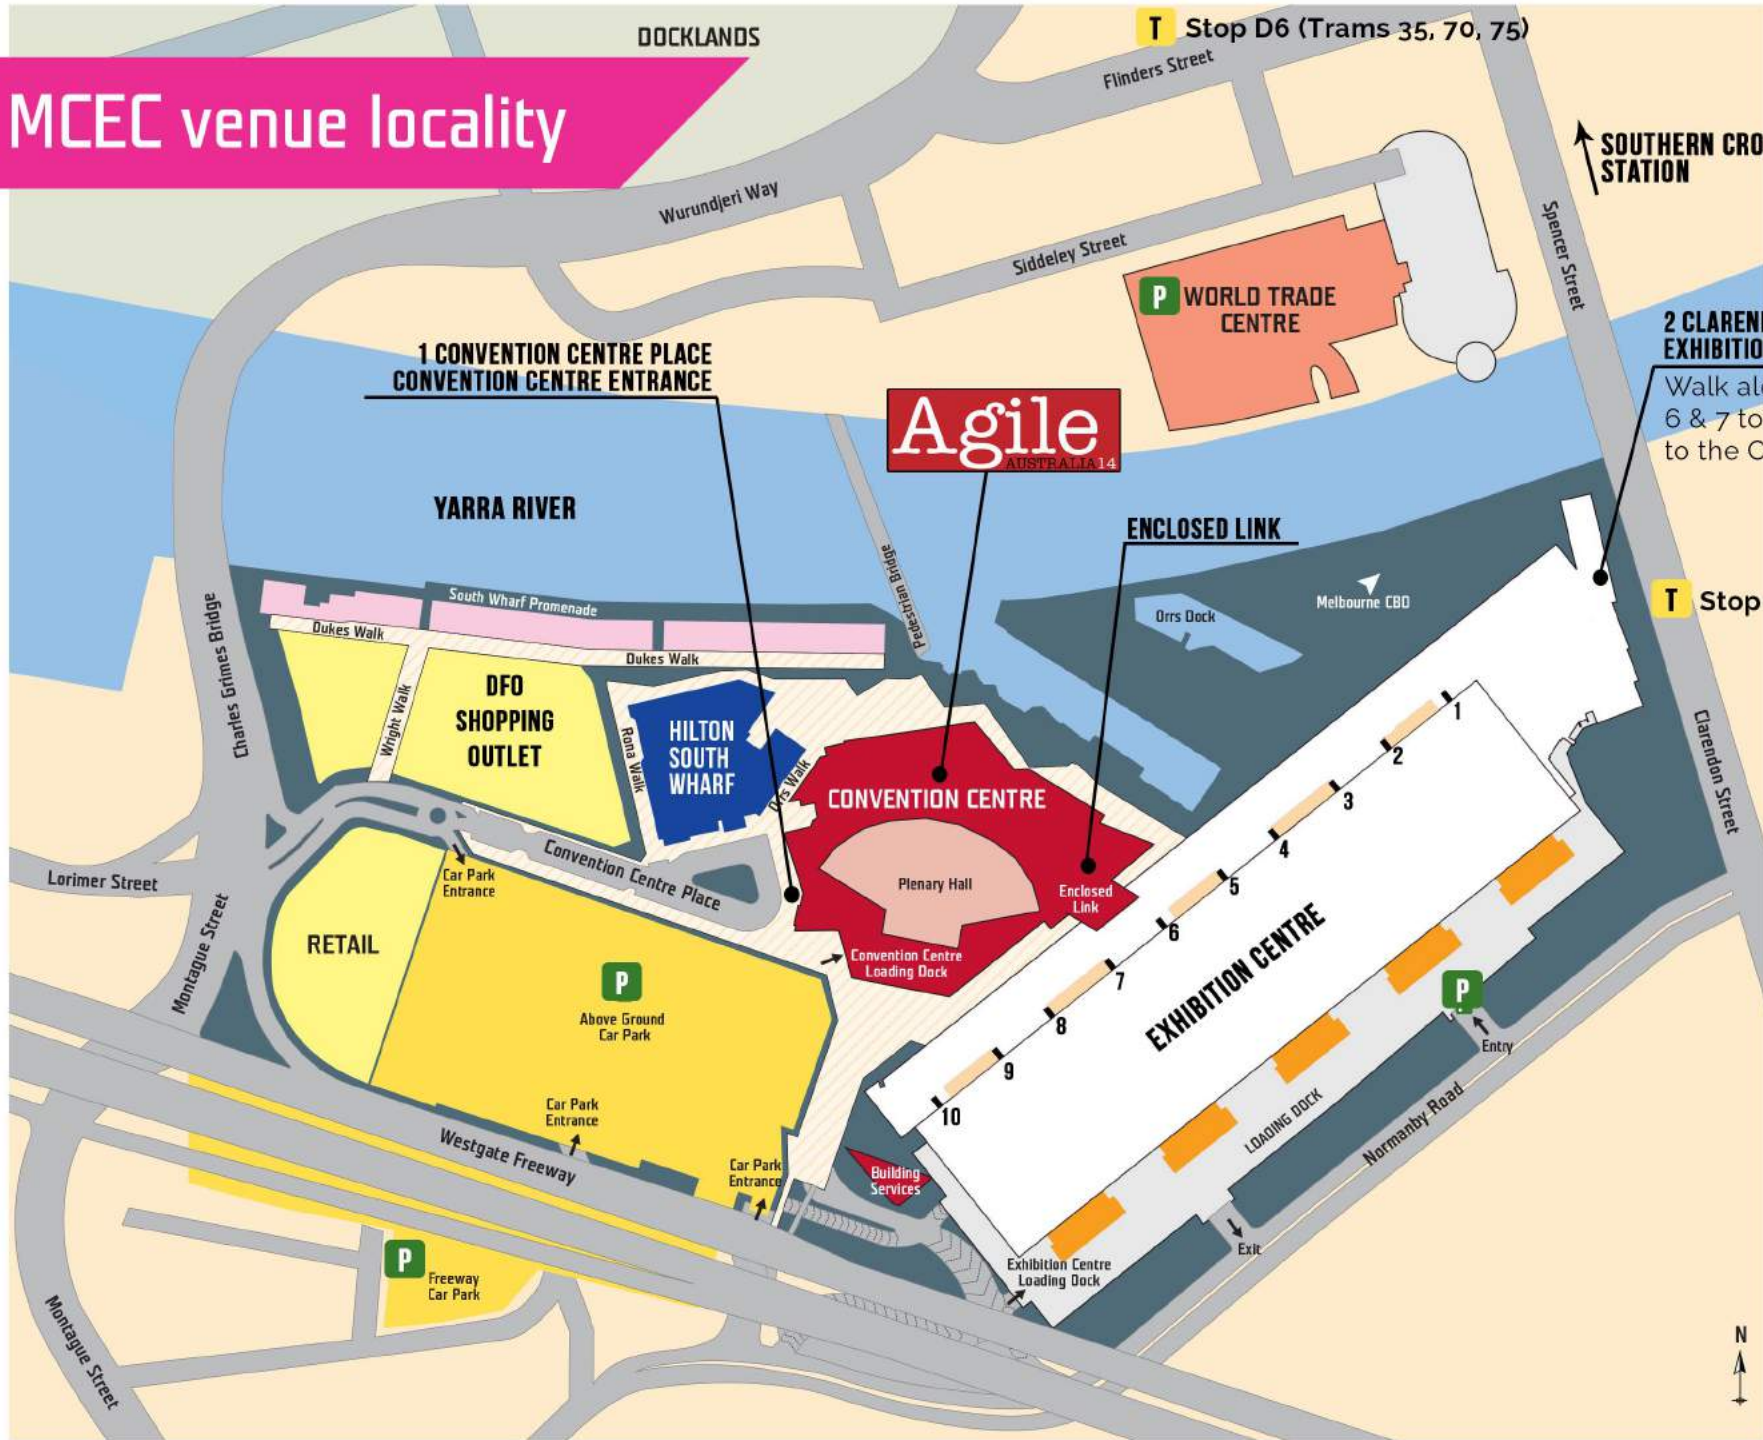 DOCKLANDS
T Stop D6 (Trams 35, 70, 75)
Flinders Street
MCEC venue locality
SOUTHERN CRO
STATION
Wurundjeri Way
Siddeley Street
Spencer Street
P WORLD TRADE
CENTRE
1 CONVENTION CENTRE PLACE
CONVENTION CENTRE ENTRANCE
2 CLAREN
EXHIBITIO
Walk al
6 & 7 to
to the
Agile
AUSTRALIA14
YARRA RIVER
ENCLOSED LINK
Pedestrian Bridge
South Wharf Promenade
Dukes Walk
Dukes Walk
Orrs Dock
Melbourne CBD
T Stop
Charles Grimes Bridge
Wright Walk
DFO
SHOPPING
OUTLET
Rona Walk
HILTON
SOUTH
WHARF
Orrs Walk
CONVENTION CENTRE
Plenary Hall
Enclosed
Link
Convention Centre
Loading Dock
Clarendon Street
1
2
3
4
5
6
7
8
9
10
EXHIBITION CENTRE
Lorimer Street
Convention Centre Place
Car Park
Entrance
Montague Street
RETAIL
P
Above Ground
Car Park
P
Entry
Car Park
Entrance
Westgate Freeway
Car Park
Entrance
Building
Services
LOADING DOCK
Normanby Road
Exit
Exhibition Centre
Loading Dock
P
Freeway
Car Park
Montague Street
N